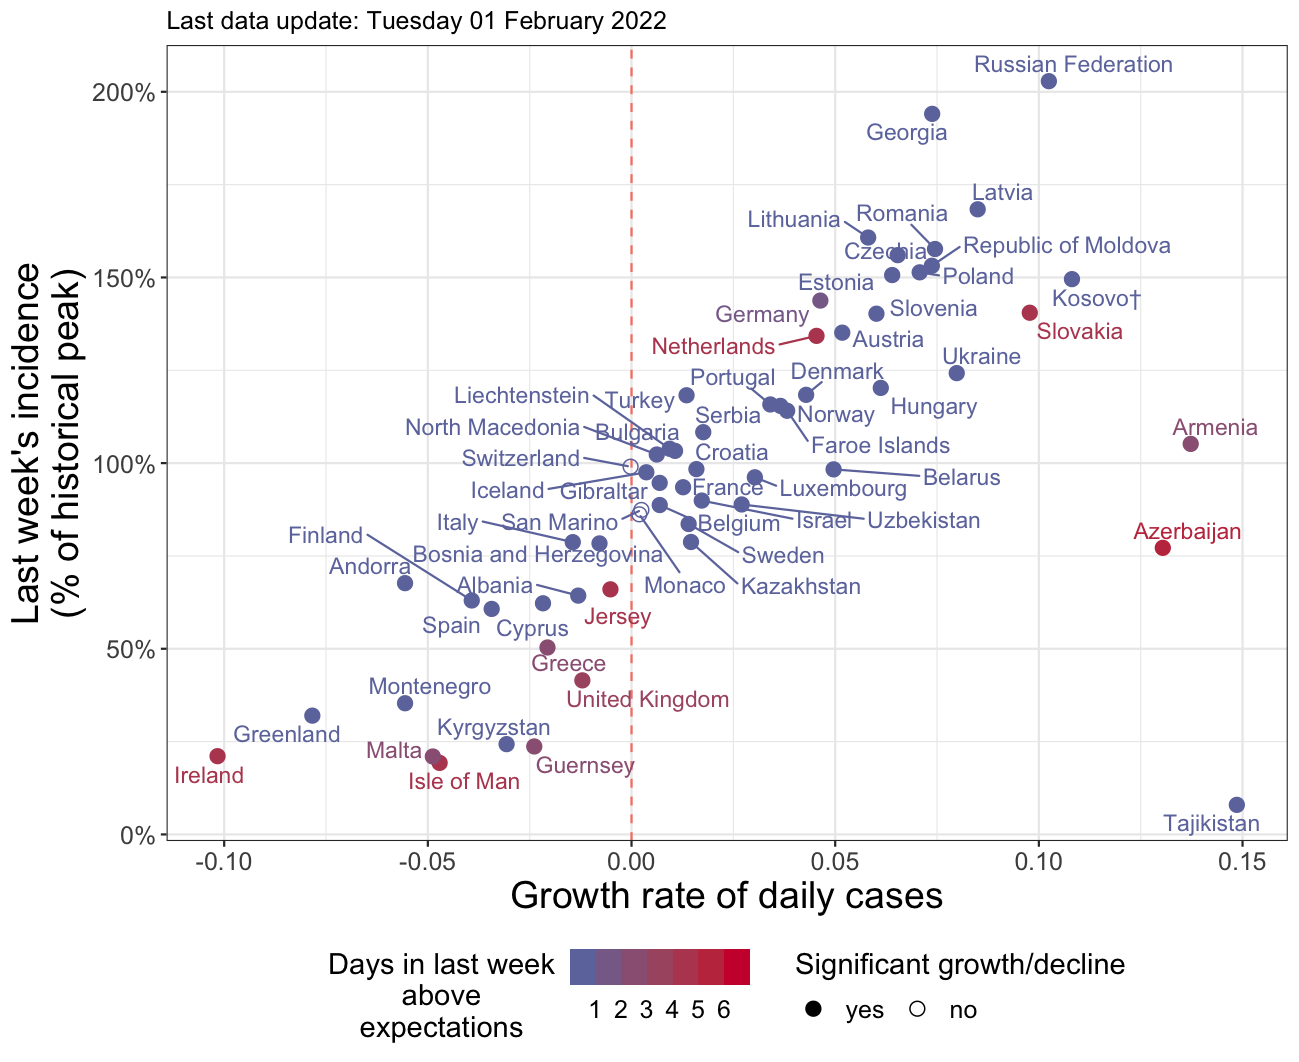 Last data update: Tuesday 01 February 2022
Last week's incidence
(% of historical peak)
200%
150%
100%
50%
0%
Russian Federation
Georgia
Latvia
Romania
Lithuania
Republic of Moldova
Czechia
Poland
Estonia
Kosovo†
Slovenia
Germany
Slovakia
Austria
Netherlands
Ukraine
Denmark
Portugal
Liechtenstein
Turkey
Hungary
Serbia
Norway
North Macedonia
Armenia
Bulgaria
Faroe Islands
Croatia
Switzerland
Belarus
France
Luxembourg
Iceland
Gibraltar
Italy
San Marino
Belgium
Israel
Uzbekistan
Azerbaijan
Finland
Bosnia and Herzegovina
Sweden
Andorra
Albania
Monaco
Kazakhstan
Jersey
Spain
Cyprus
Greece
Montenegro
United Kingdom
Greenland
Kyrgyzstan
Malta
Guernsey
Ireland
Isle of Man
Tajikistan
-0.10
-0.05
0.00
0.05
0.10
0.15
Growth rate of daily cases
Days in last week
above
expectations
1 2 3 4 5 6
Significant growth/decline
yes
no